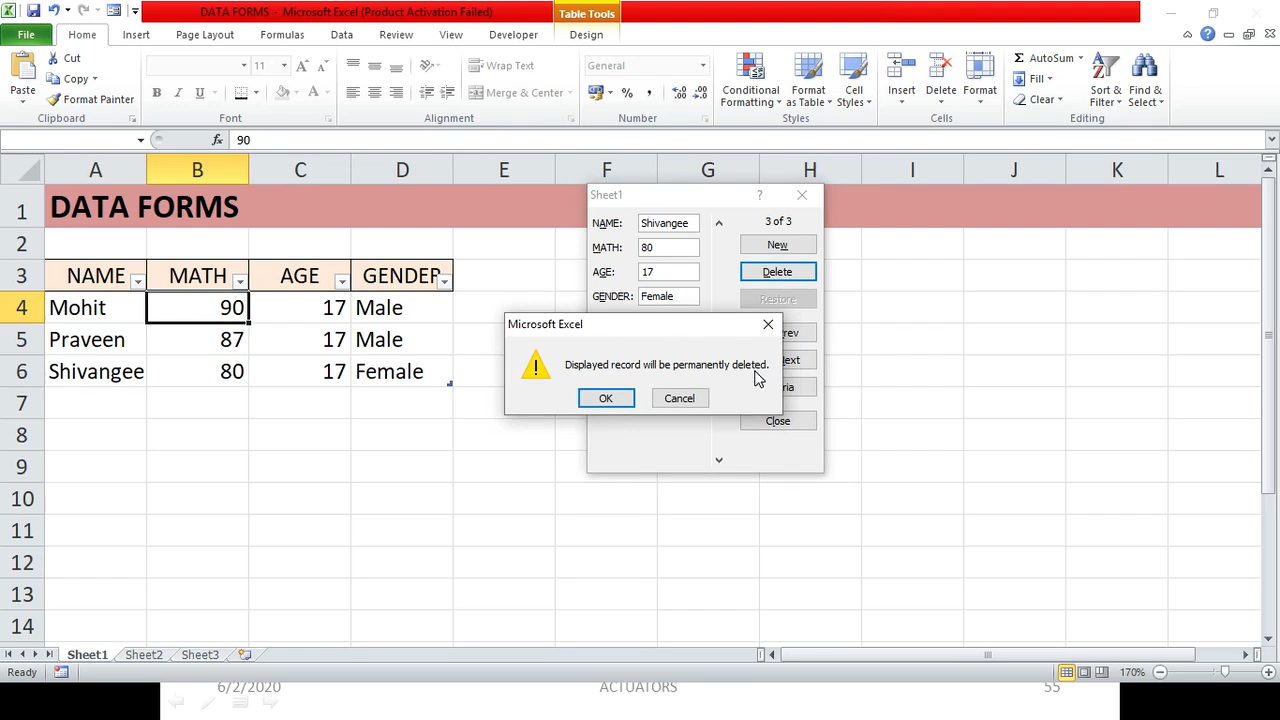 DATA FORMS - Microsoft Excel (Product Activation Failed)
Table Tools
File Home Insert Page Layout Formulas Data Review View Developer Design
Paste
Cut
Copy
Format Painter
Clipboard
11
B I U
A A
Font
Wrap Text
Merge & Center
Alignment
General
% ,
Number
Conditional Formatting
Format as Table
Cell Styles
Styles
Insert
Delete
Format
Cells
Σ AutoSum
Fill
Clear
Sort & Filter
Find & Select
Editing
fx 90
A B C D E F G H I J K L
1 DATA FORMS
2
3 NAME MATH AGE GENDER
4 Mohit 90 17 Male
5 Praveen 87 17 Male
6 Shivangee 80 17 Female
7
8
9
10
11
12
13
14
Sheet1 ?
NAME: Shivangee 3 of 3
MATH: 80 New
AGE: 17 Delete
GENDER: Female Restore
Microsoft Excel
Displayed record will be permanently deleted.
OK Cancel
Close
Sheet1 Sheet2 Sheet3
Ready 170%
6/2/2020 ACTUATORS 55